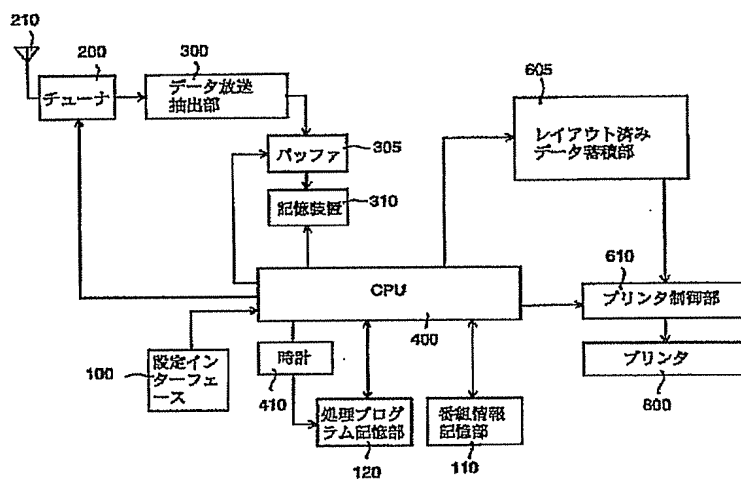 210
200
チューナ
300
データ放送
抽出部
バッファ
305
記憶装置
310
605
レイアウト済み
データ蓄積部
CPU
400
610
プリンタ制御部
プリンタ
800
100
設定インタ
ーフェ
ース
時計
410
処理プログ
ラム記憶部
120
番組情報
記憶部
110